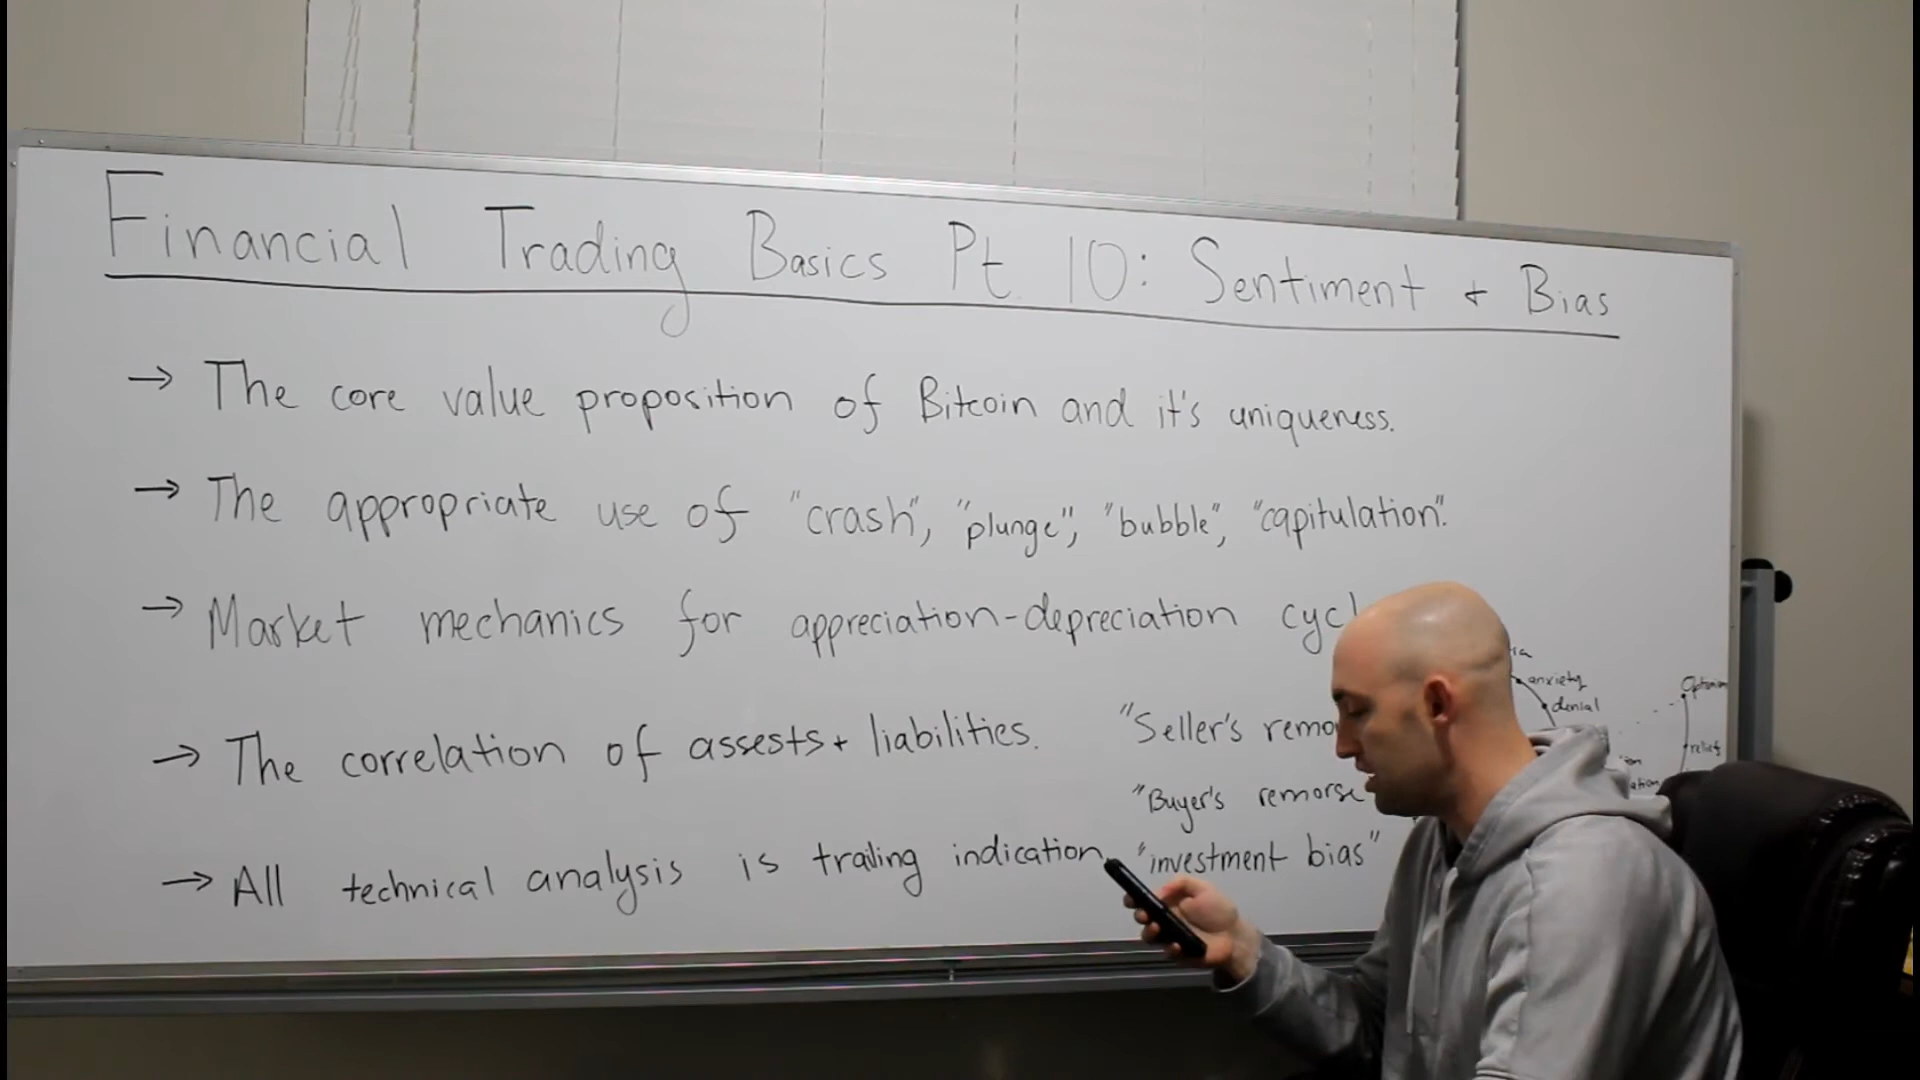 Financial Trading Basics Pt. 10: Sentiment + Bias
→ The core value proposition of Bitcoin and it's uniqueness.
→ The appropriate use of "crash", "plunge", "bubble", "capitulation".
→ Market mechanics for appreciation-depreciation
→ The correlation of assests + liabilities.
→ All technical analysis is trailing indication
"Seller's
"Buyer's remorse
"investment bias"
anxiety
denial
Optimism
relief